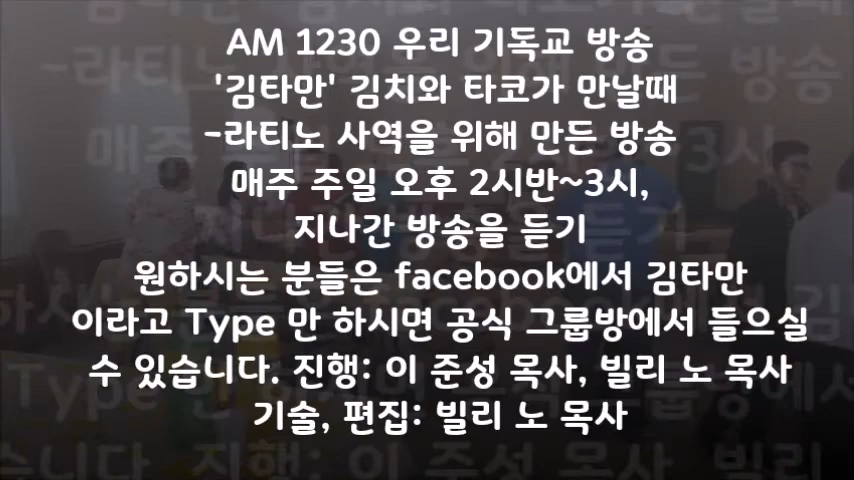 AM 1230 우리 기독교 방송
'김타만' 김치와 타코가 만날때
-라티노 사역을 위해 만든 방송
매주 주일 오후 2시반~3시,
지나간 방송을 듣기
원하시는 분들은 facebook에서 김타만
이라고 Type 만 하시면 공식 그룹방에서 들으실
수 있습니다. 진행: 이 준성 목사, 빌리 노 목사
기술, 편집: 빌리 노 목사